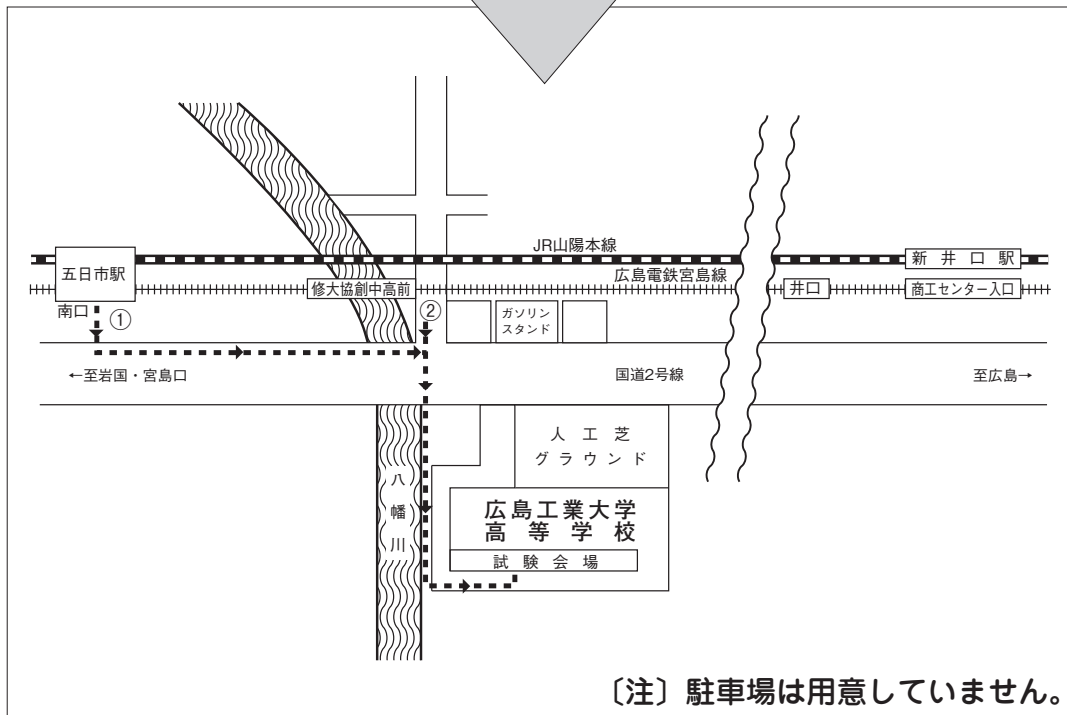 JR山陽本線
五日市駅
新井口駅
広島電鉄宮島線
修大協創中高前
井口
商工センター入口
南口
①
②
ガソリン
スタンド
←至岩国・宮島口
国道2号線
至広島→
人工芝
グラウンド
八幡川
広島工業大学
高等学校
試験会場
〔注〕駐車場は用意していません。